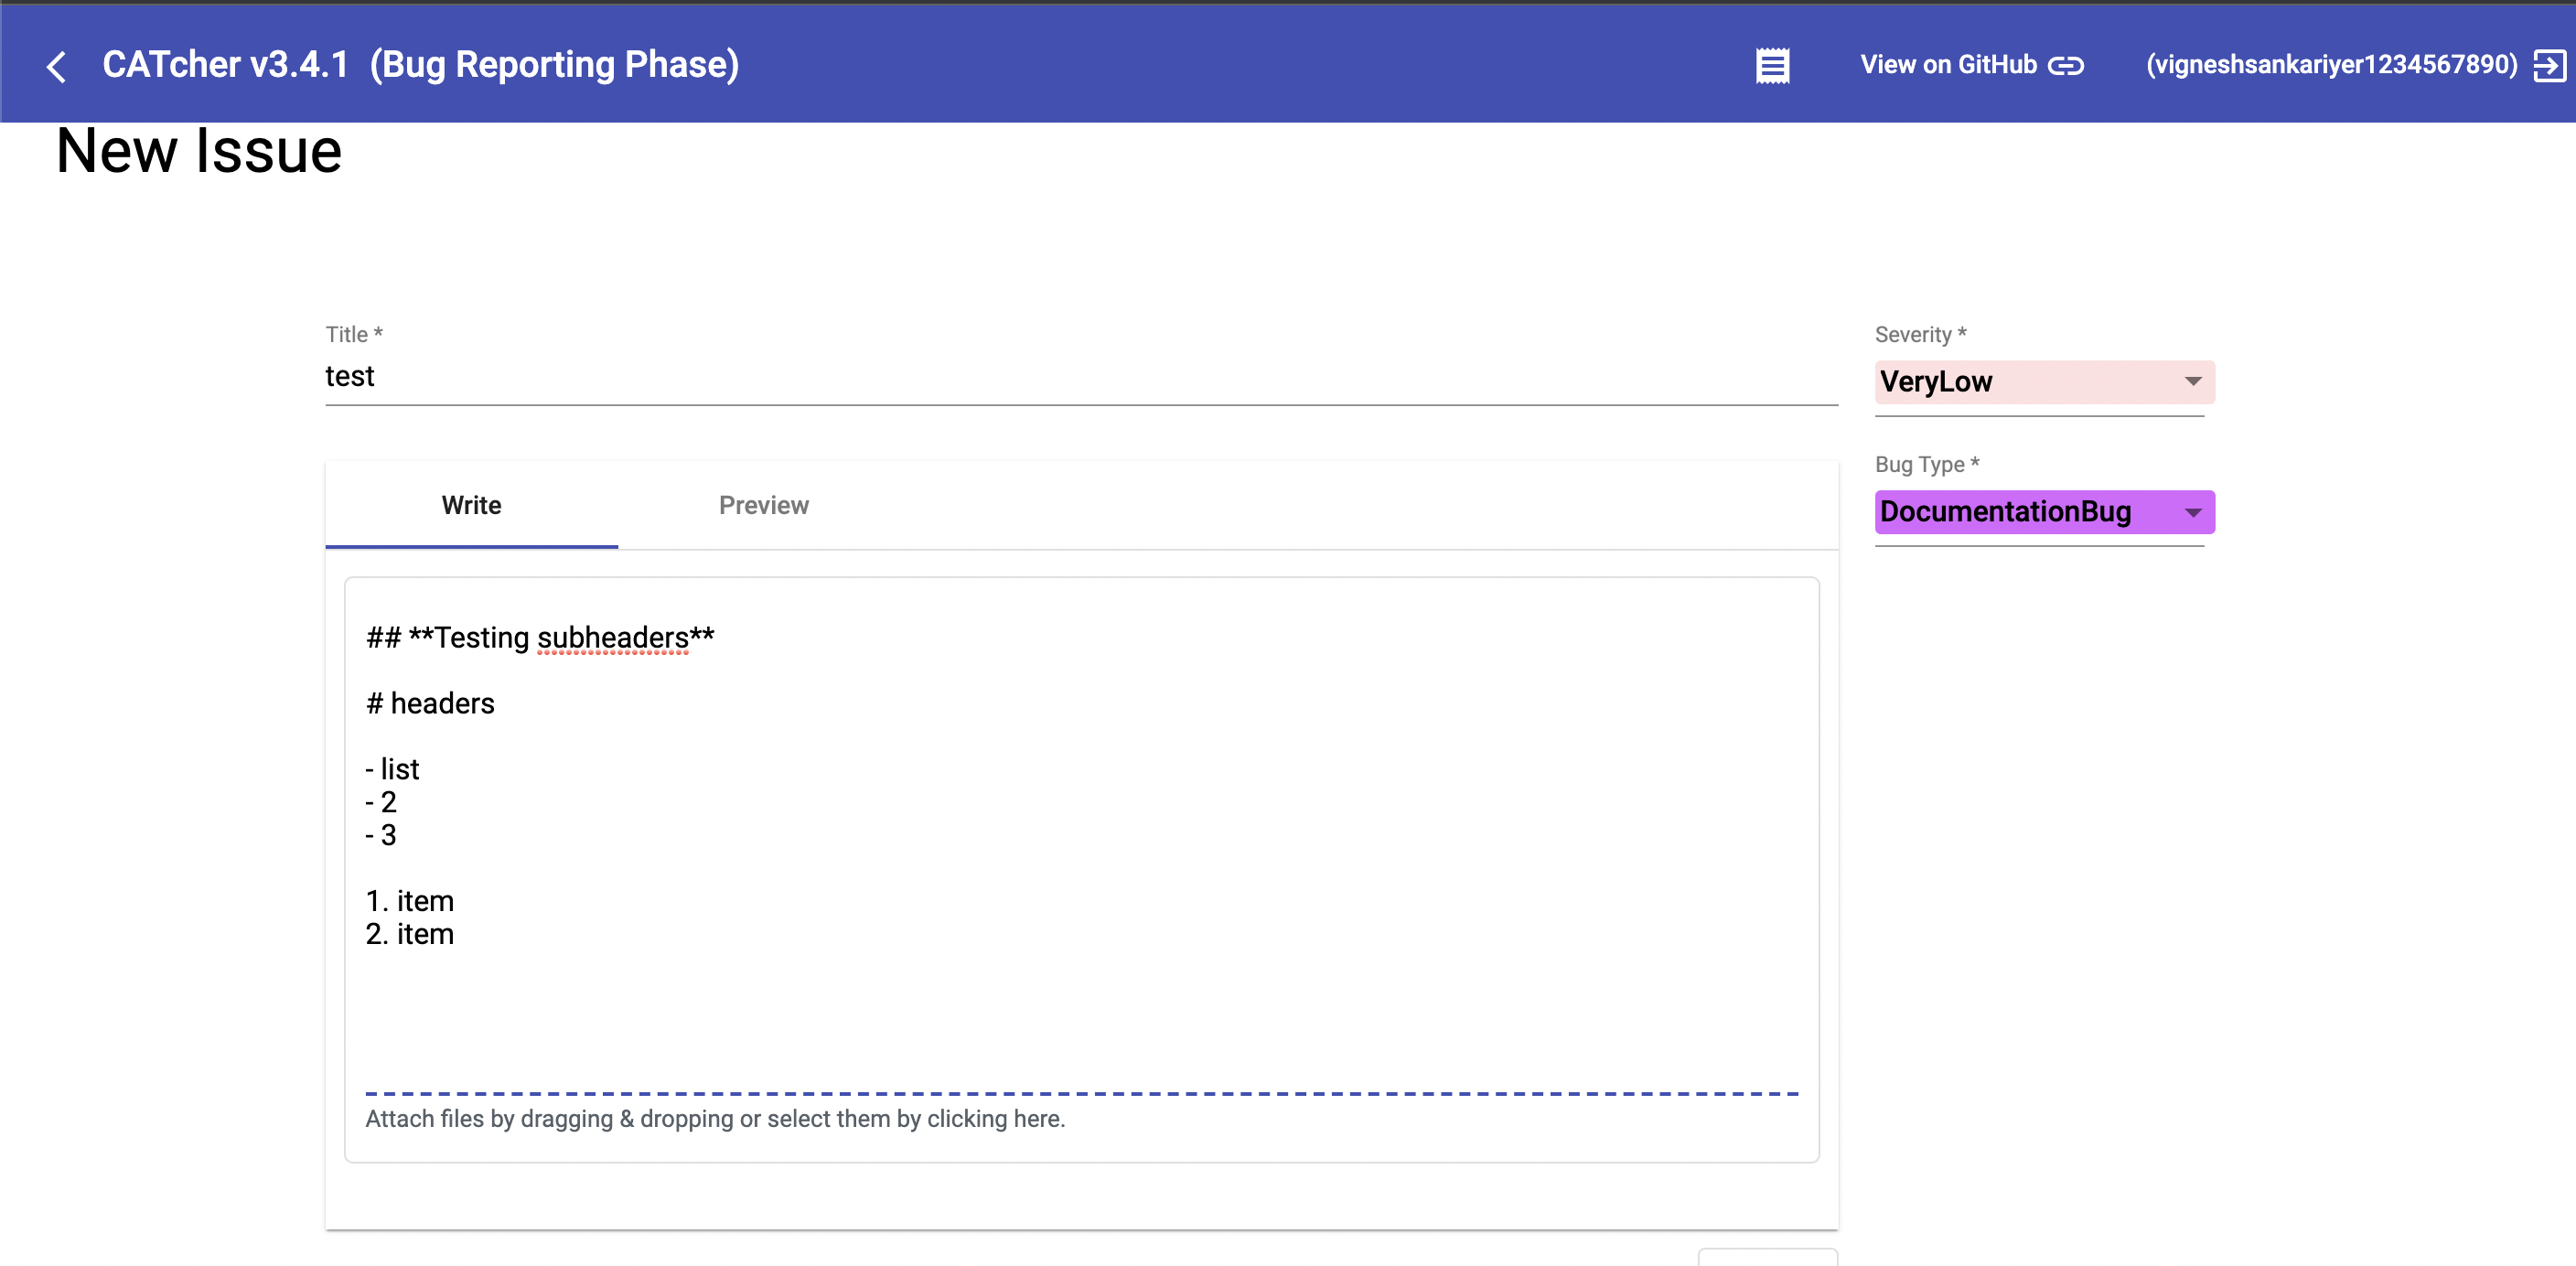 CATcher v3.4.1 (Bug Reporting Phase)
View on GitHub
(vigneshsankariyer1234567890)
New Issue
Title *
test
Severity *
VeryLow
Bug Type *
DocumentationBug
Write
Preview
## **Testing subheaders**
# headers
- list
- 2
- 3
1. item
2. item
Attach files by dragging & dropping or select them by clicking here.